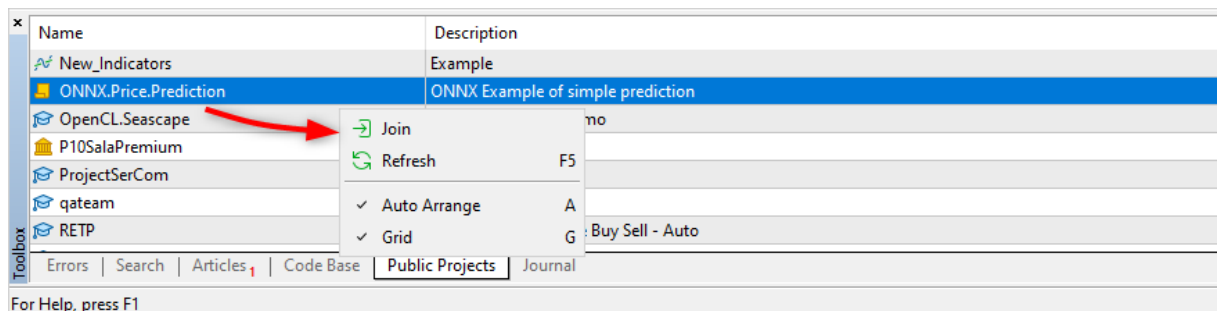 Name Description
New_Indicators Example
ONNX.Price.Prediction ONNX Example of simple prediction
OpenCL.Seascape mo
Join
P10SalaPremium
Refresh F5
ProjectSerCom
qateam
Auto Arrange A
RETP Buy Sell - Auto
Grid G
Toolbox
Errors | Search | Articles 1 | Code Base | Public Projects | Journal
For Help, press F1